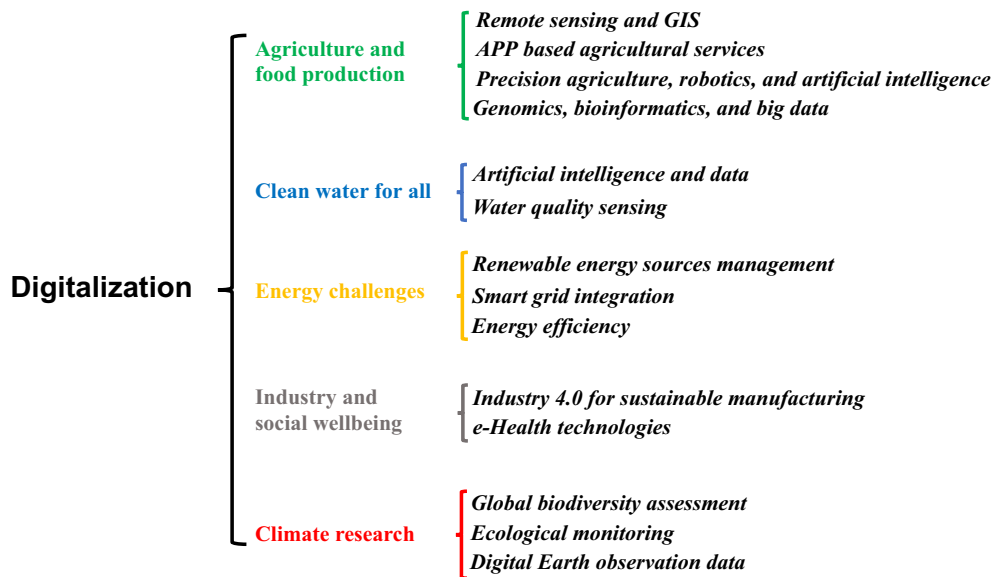 Digitalization
Agriculture and
food production
Remote sensing and GIS
APP based agricultural services
Precision agriculture, robotics, and artificial intelligence
Genomics, bioinformatics, and big data
Clean water for all
Artificial intelligence and data
Water quality sensing
Energy challenges
Renewable energy sources management
Smart grid integration
Energy efficiency
Industry and
social wellbeing
Industry 4.0 for sustainable manufacturing
e-Health technologies
Climate research
Global biodiversity assessment
Ecological monitoring
Digital Earth observation data